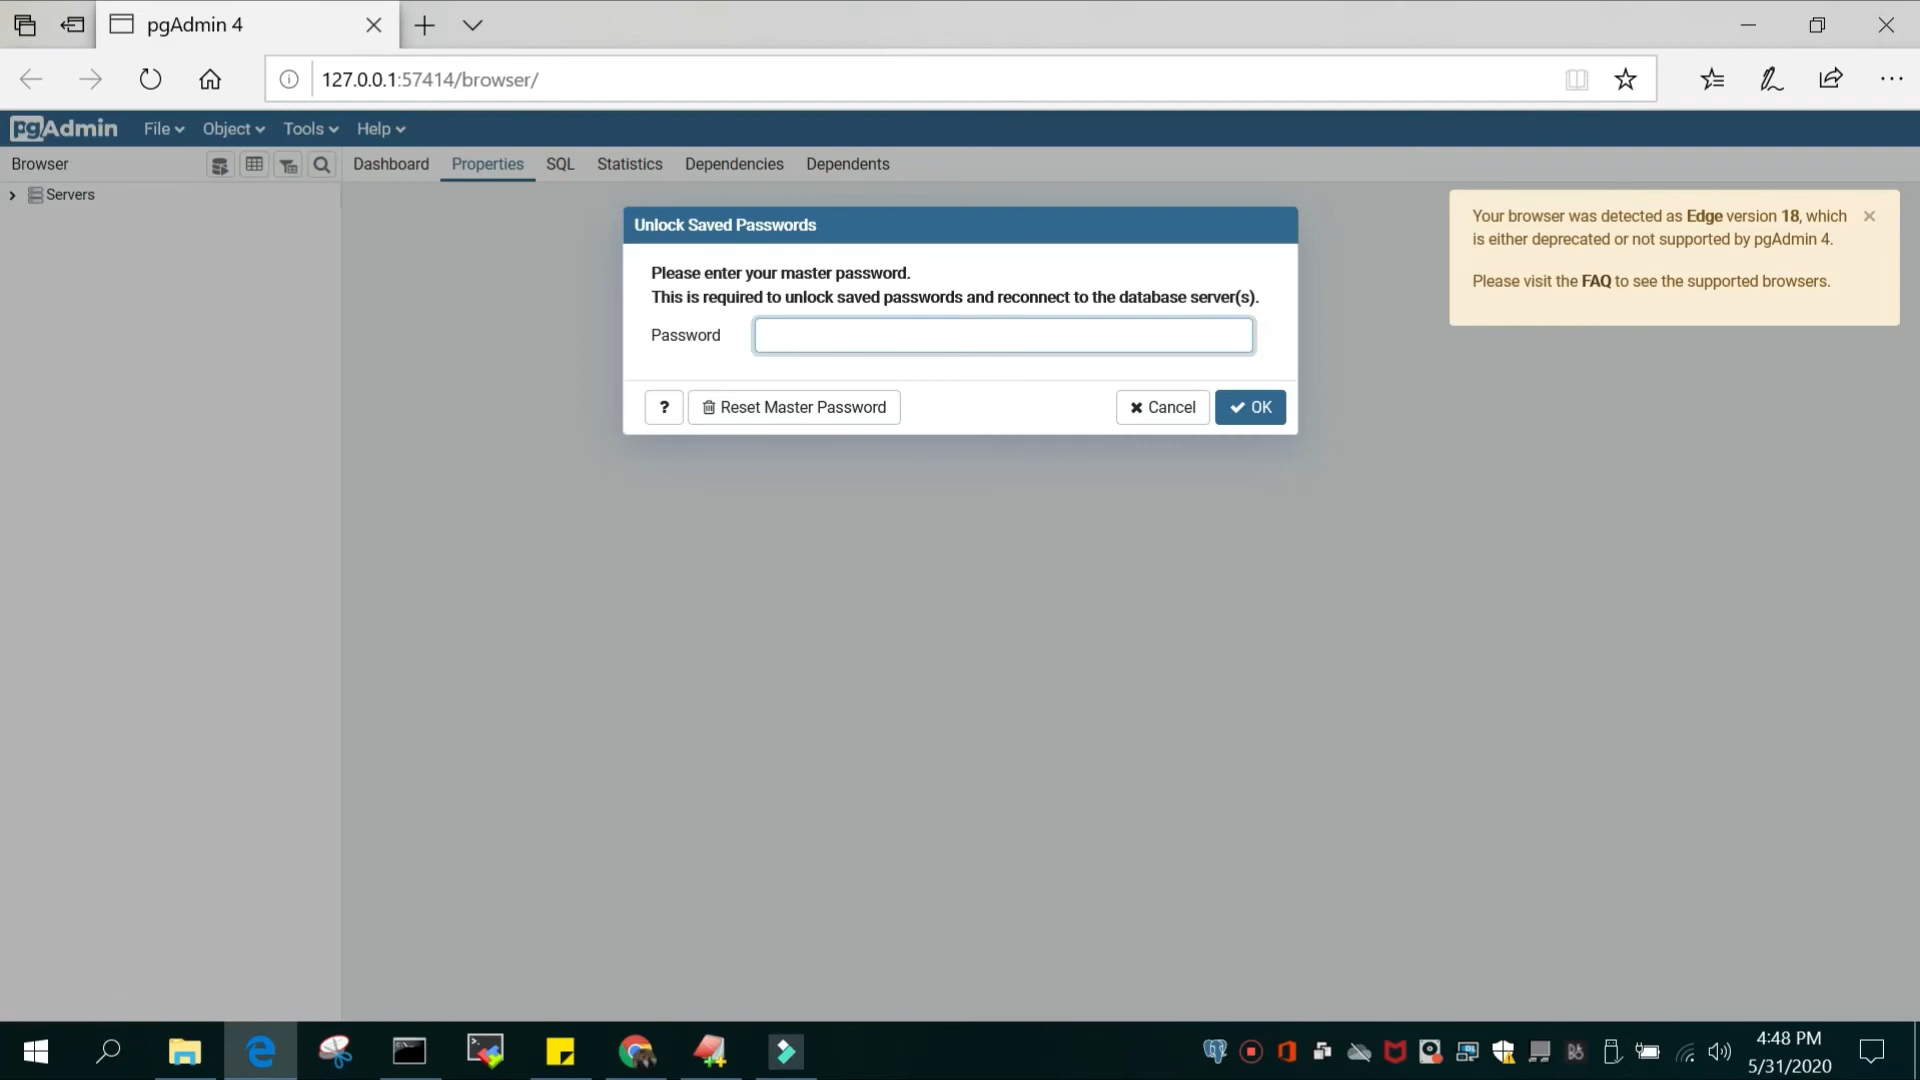 pgAdmin 4
127.0.0.1:57414/browser/
pgAdmin
File
Object
Tools
Help
Browser
Dashboard
Properties
SQL
Statistics
Dependencies
Dependents
Servers
Unlock Saved Passwords
Please enter your master password.
This is required to unlock saved passwords and reconnect to the database server(s).
Password
?
Reset Master Password
Cancel
OK
Your browser was detected as Edge version 18, which
is either deprecated or not supported by pgAdmin 4.
Please visit the FAQ to see the supported browsers.
4:48 PM
5/31/2020